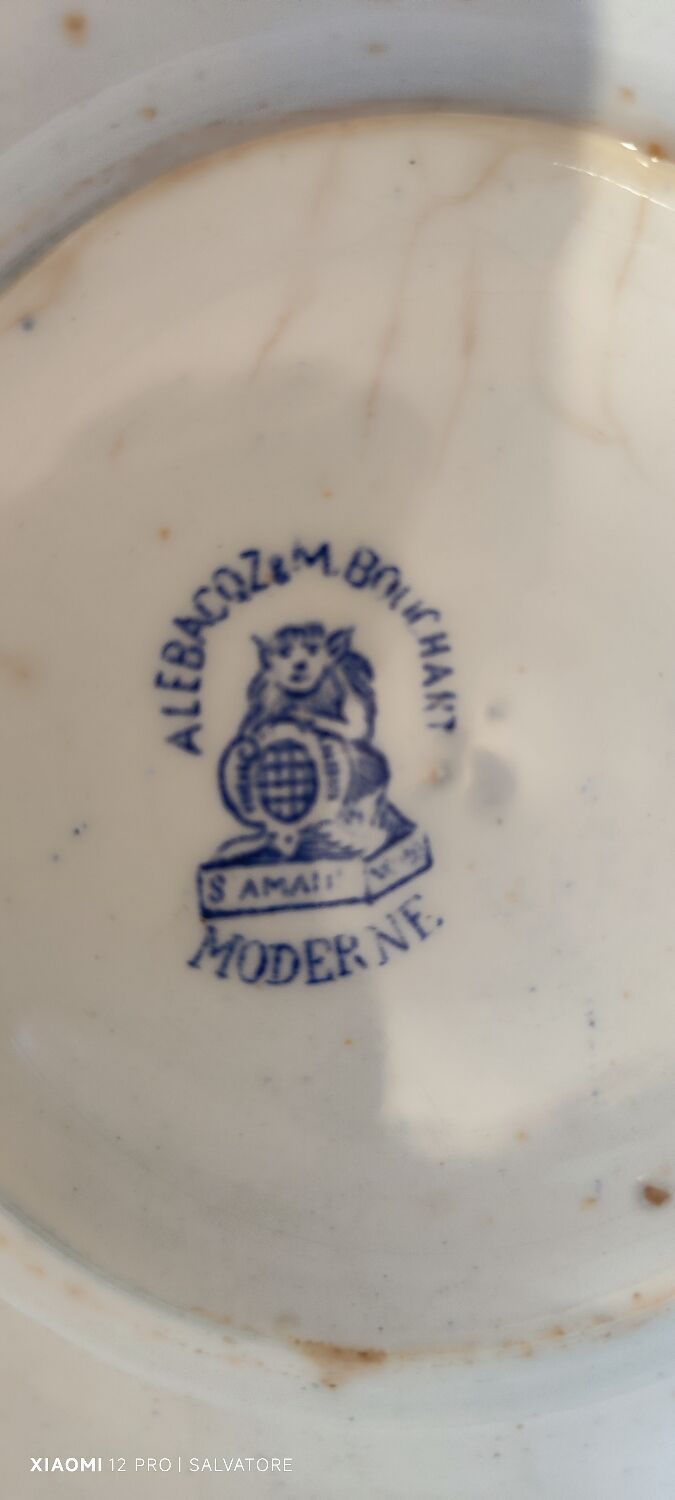 A LEBACQZ & M. BOUCHART
S AMAND
MODERNE
XIAOMI 12 PRO | SALVATORE